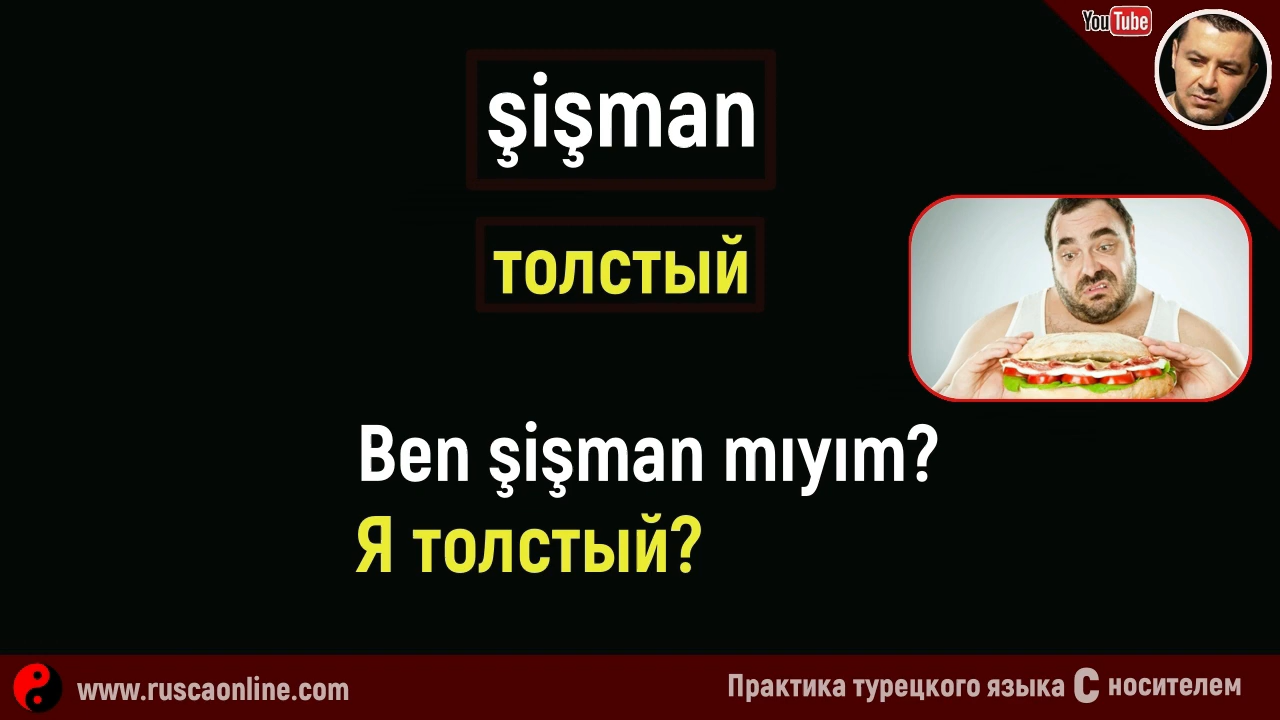 YouTube
şişman
толстый
Ben şişman mıyım?
Я толстый?
www.ruscaonline.com
Практика турецкого языка С носителем